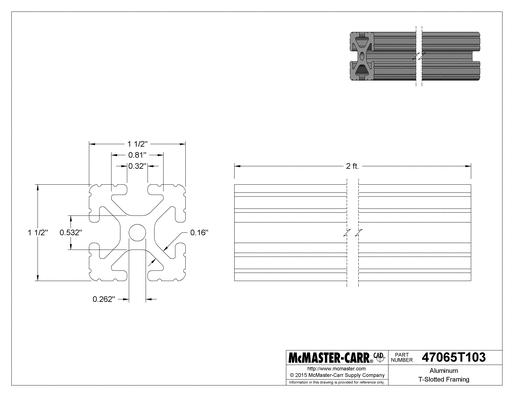 1 1/2"
0.81"
0.32"
2 ft.
1 1/2"
0.532"
0.16"
0.262"
McMASTER-CARR® CAD
PART NUMBER
47065T103
http://www.mcmaster.com
© 2015 McMaster-Carr Supply Company
Information in this drawing is provided for reference only.
Aluminum
T-Slotted Framing